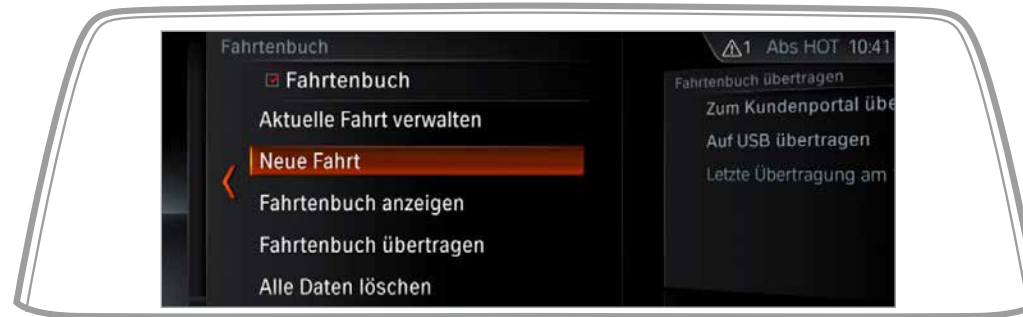 Fahrtenbuch
Fahrtenbuch
Aktuelle Fahrt verwalten
Neue Fahrt
Fahrtenbuch anzeigen
Fahrtenbuch übertragen
Alle Daten löschen
1 Abs HOT 10:41
Fahrtenbuch übertragen
Zum Kundenportal übe
Auf USB übertragen
Letzte Übertragung am